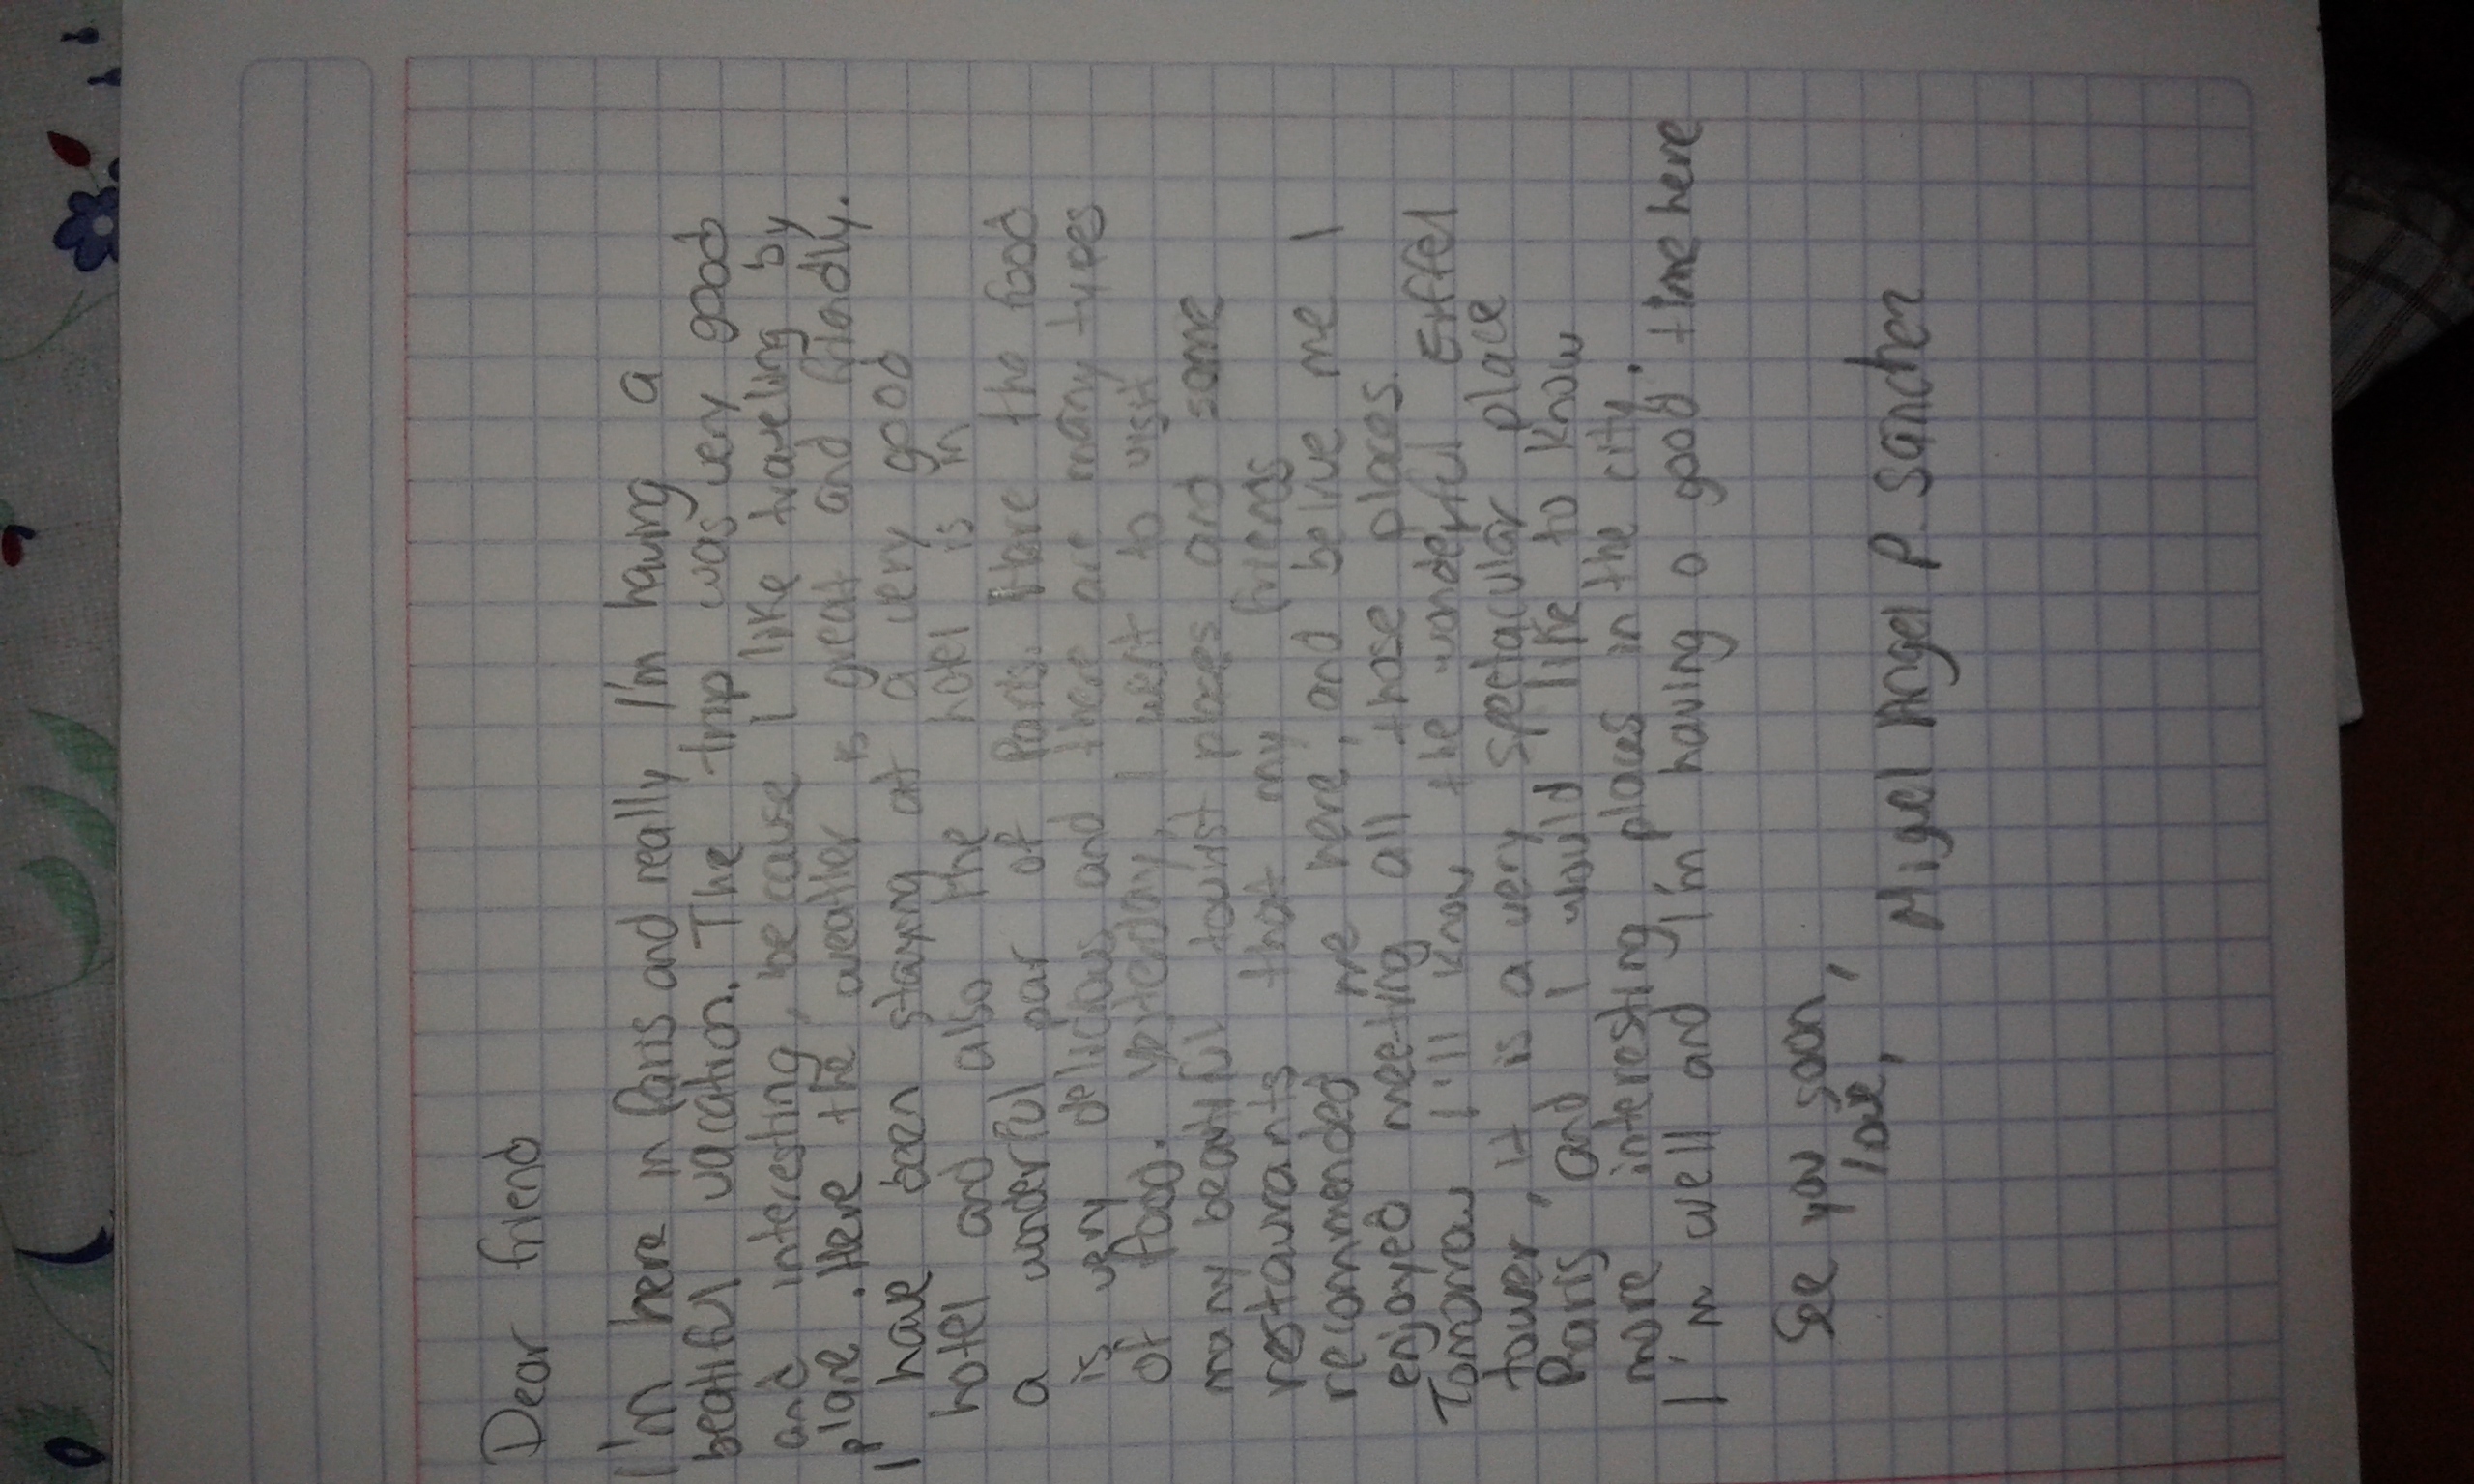 Dear friend
I'm here in Paris and really I'm having a
beatiful vacation. The trip was very good
and interesting, because I like traveling by
plane. Here the weather is great and friendly.
I have been staying at a very good
hotel and also the hotel is in
a wonderful par of Paris. Here the food
is very delicious and there are many types
of food. Yesterday, I went to visit
many beautiful tourist places and some
restaurants that my friends
recommended me here, and belive me I
enjoyed meeting all those places.
Tomorrow I'll know the wonderful Eiffel
tower, it is a very spectacular place
Paris and I would like to know
more interesting places in the city.
I'm well and I'm having a good time here
See you soon,
love,
Miguel Angel P. Sánchez